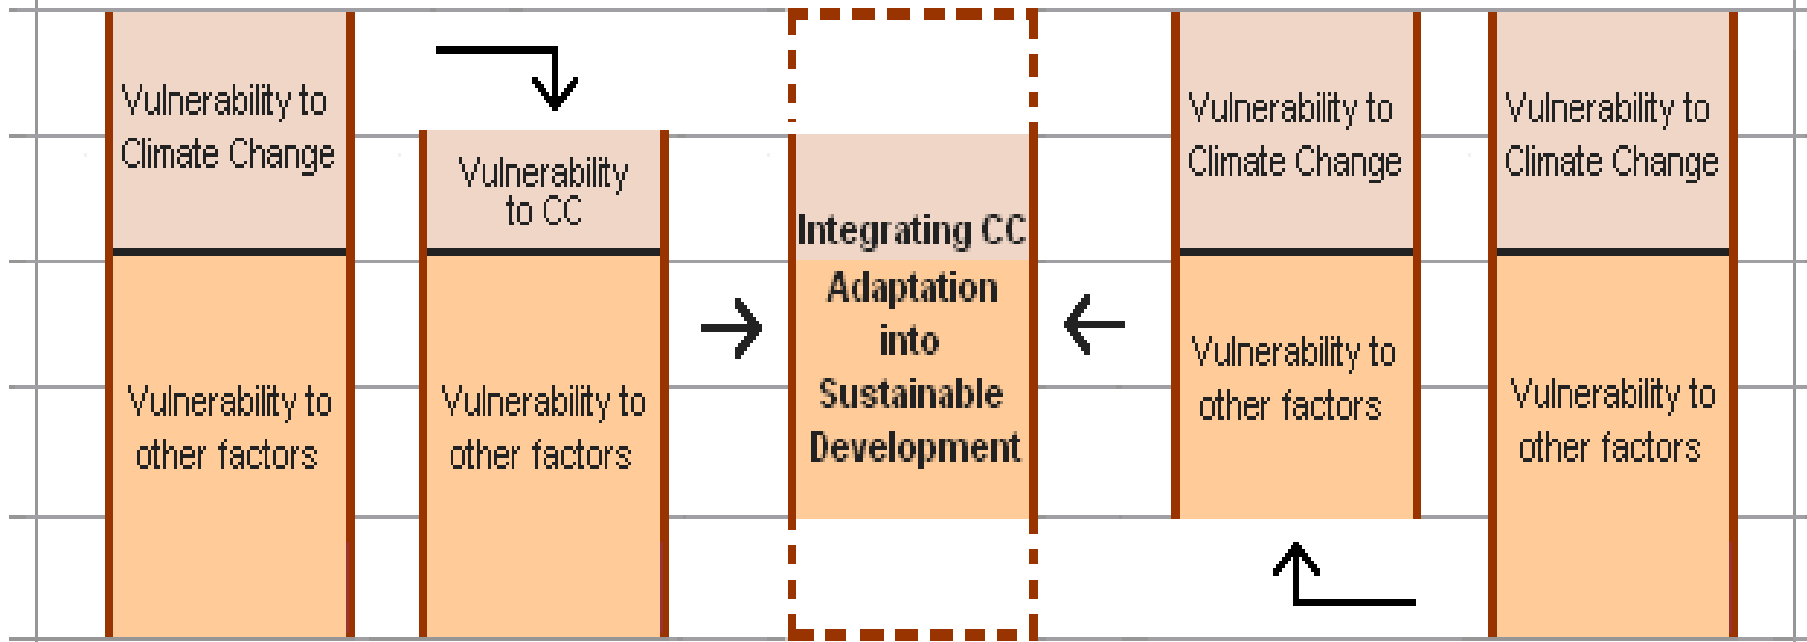 Vulnerability to
Climate Change
Vulnerability to
other factors
Vulnerability
to CC
Vulnerability to
other factors
Integrating CC
Adaptation
into
Sustainable
Development
Vulnerability to
Climate Change
Vulnerability to
other factors
Vulnerability to
Climate Change
Vulnerability to
other factors